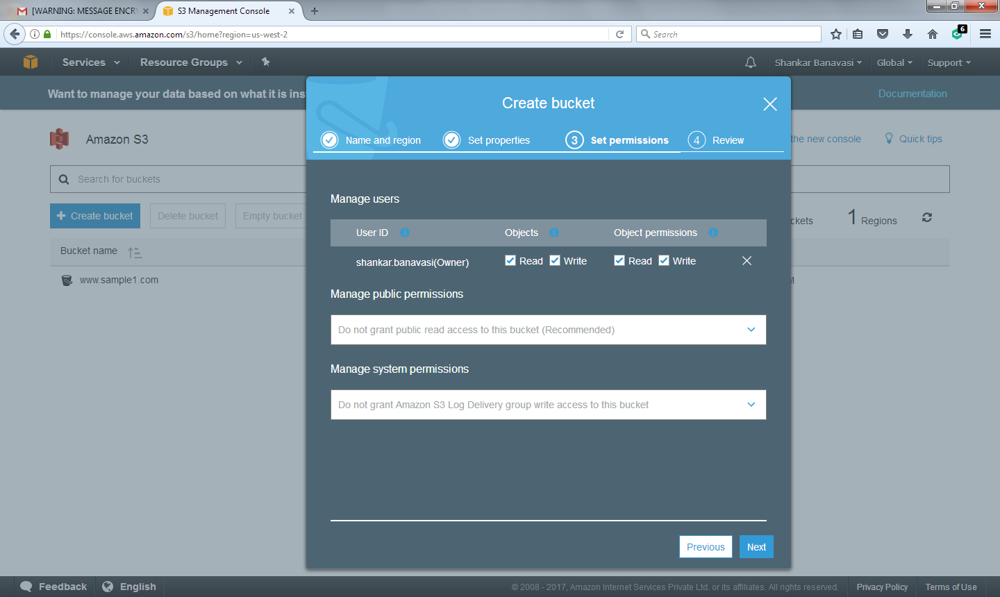 [WARNING: MESSAGE ENCRY
S3 Management Console
https://console.aws.amazon.com/s3/home?region=us-west-2
Search
6
Services
Resource Groups
Shankar Banavasi
Global
Support
Want to manage your data based on what it is ins
Documentation
Create bucket
Name and region
Set properties
3 Set permissions
4 Review
Amazon S3
the new console
Quick tips
Search for buckets
Create bucket
Delete bucket
Empty bucket
ckets
1 Regions
Bucket name
www.sample1.com
M
Manage users
User ID
Objects
Object permissions
shankar.banavasi(Owner)
Read
Write
Read
Write
Manage public permissions
Do not grant public read access to this bucket (Recommended)
Manage system permissions
Do not grant Amazon S3 Log Delivery group write access to this bucket
Previous
Next
Feedback
English
© 2008 - 2017, Amazon Internet Services Private Ltd. or its affiliates. All rights reserved.
Privacy Policy
Terms of Use